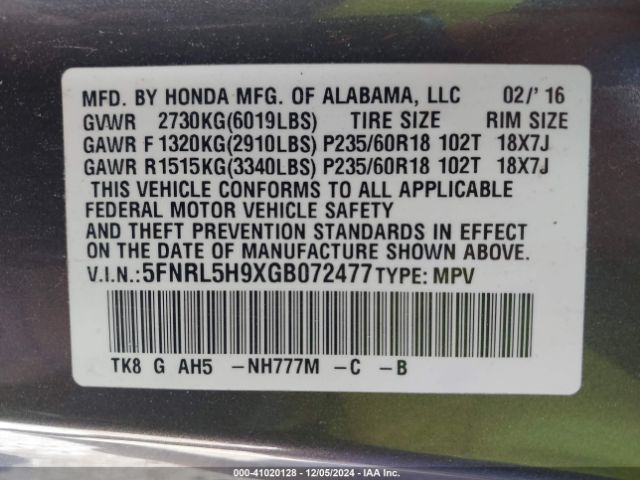 MFD. BY HONDA MFG. OF ALABAMA, LLC 02/' 16
GVWR 2730KG(6019LBS) TIRE SIZE RIM SIZE
GAWR F 1320KG(2910LBS) P235/60R18 102T 18X7J
GAWR R 1515KG(3340LBS) P235/60R18 102T 18X7J
THIS VEHICLE CONFORMS TO ALL APPLICABLE
FEDERAL MOTOR VEHICLE SAFETY
AND THEFT PREVENTION STANDARDS IN EFFECT
ON THE DATE OF MANUFACTURE SHOWN ABOVE.
V.I.N.: 5FNRL5H9XGB072477 TYPE: MPV
TK8 G AH5 -NH777M -C -B
000-41020128 - 12/05/2024 - IAA Inc.